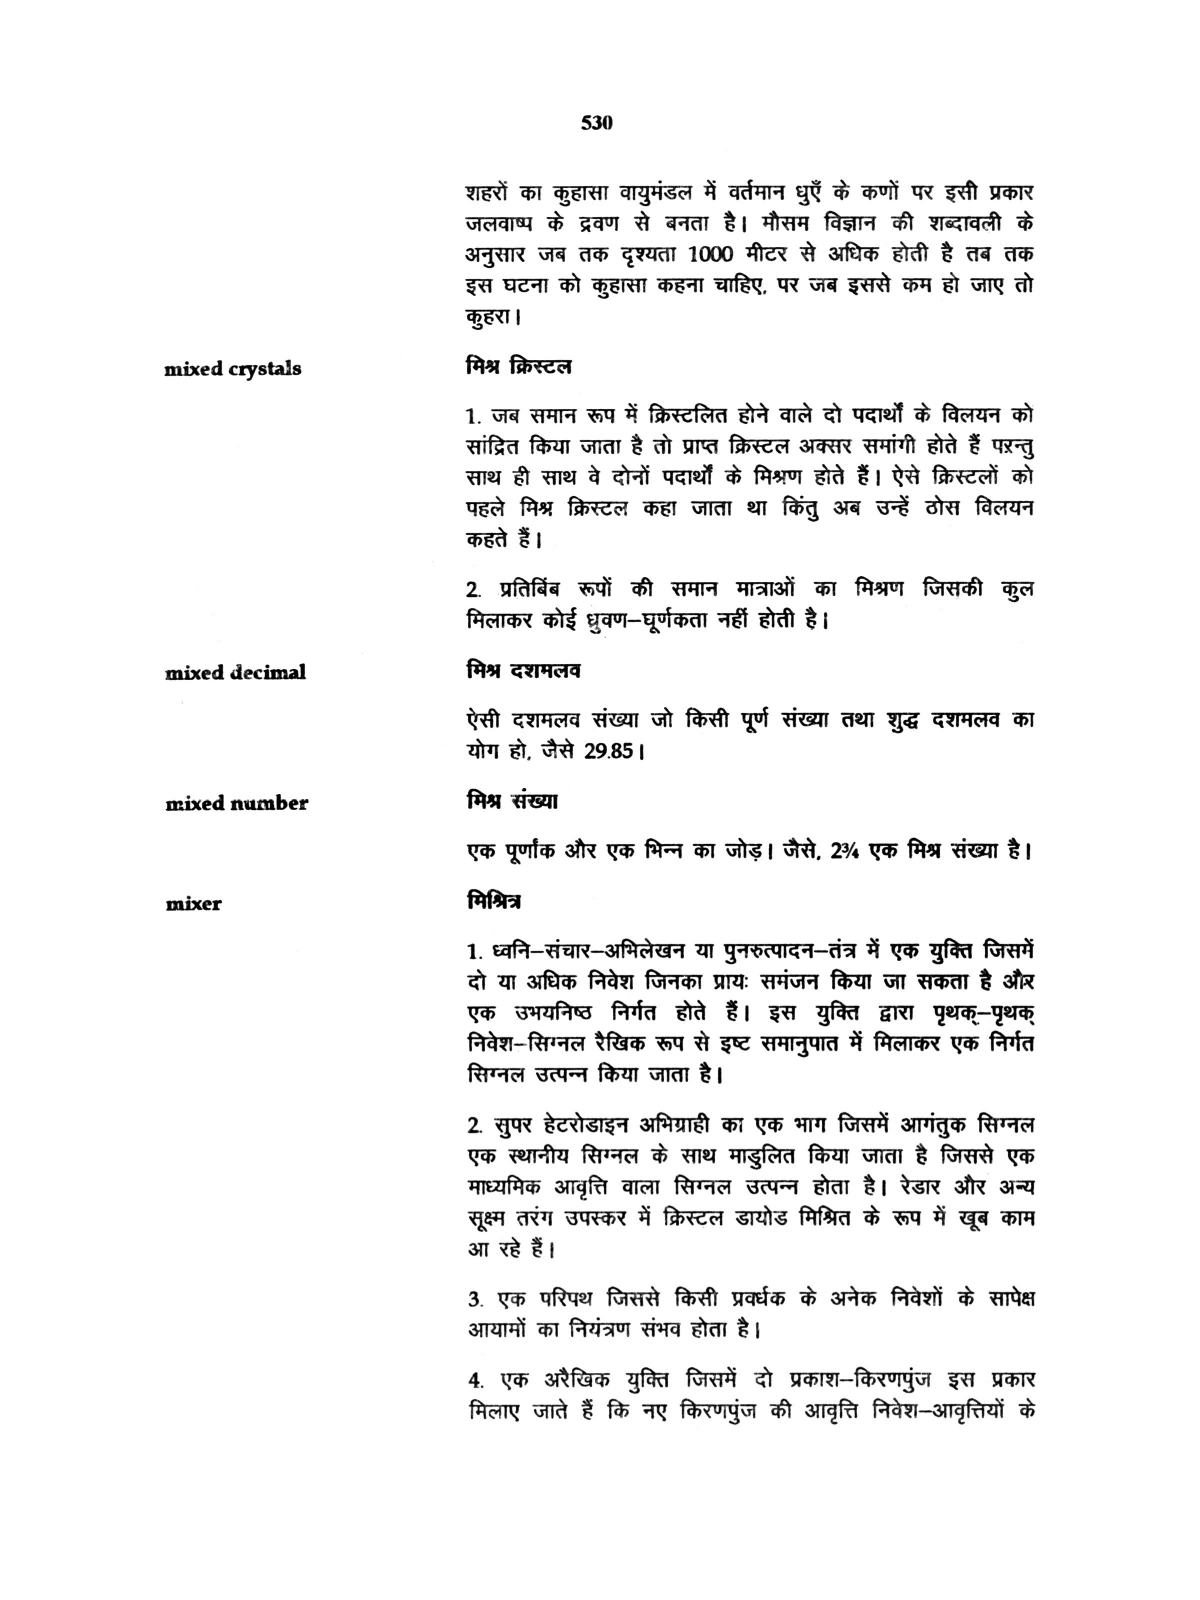 530
शहरों का कुहासा वायुमंडल में वर्तमान धुएँ के कणों पर इसी प्रकार
जलवाष्प के द्रवण से बनता है। मौसम विज्ञान की शब्दावली के
अनुसार जब तक दृश्यता 1000 मीटर से अधिक होती है तब तक
इस घटना को कुहासा कहना चाहिए, पर जब इससे कम हो जाए तो
कुहरा।
mixed crystals मिश्र क्रिस्टल
1. जब समान रूप में क्रिस्टलित होने वाले दो पदार्थों के विलयन को
सांद्रित किया जाता है तो प्राप्त क्रिस्टल अक्सर समांगी होते हैं परन्तु
साथ ही साथ वे दोनों पदार्थों के मिश्रण होते हैं। ऐसे क्रिस्टलों को
पहले मिश्र क्रिस्टल कहा जाता था किंतु अब उन्हें ठोस विलयन
कहते हैं।
2. प्रतिबिंब रूपों की समान मात्राओं का मिश्रण जिसकी कुल
मिलाकर कोई ध्रुवण–घूर्णकता नहीं होती है।
mixed decimal मिश्र दशमलव
ऐसी दशमलव संख्या जो किसी पूर्ण संख्या तथा शुद्ध दशमलव का
योग हो, जैसे 29.85।
mixed number मिश्र संख्या
एक पूर्णांक और एक भिन्न का जोड़। जैसे, 2¾ एक मिश्र संख्या है।
mixer मिश्रित्र
1. ध्वनि–संचार–अभिलेखन या पुनरुत्पादन–तंत्र में एक युक्ति जिसमें
दो या अधिक निवेश जिनका प्रायः समंजन किया जा सकता है और
एक उभयनिष्ठ निर्गत होते हैं। इस युक्ति द्वारा पृथक्–पृथक्
निवेश–सिग्नल रैखिक रूप से इष्ट समानुपात में मिलाकर एक निर्गत
सिग्नल उत्पन्न किया जाता है।
2. सुपर हेटरोडाइन अभिग्राही का एक भाग जिसमें आगंतुक सिग्नल
एक स्थानीय सिग्नल के साथ माडुलित किया जाता है जिससे एक
माध्यमिक आवृत्ति वाला सिग्नल उत्पन्न होता है। रेडार और अन्य
सूक्ष्म तरंग उपस्कर में क्रिस्टल डायोड मिश्रित के रूप में खूब काम
आ रहे हैं।
3. एक परिपथ जिससे किसी प्रवर्धक के अनेक निवेशों के सापेक्ष
आयामों का नियंत्रण संभव होता है।
4. एक अरैखिक युक्ति जिसमें दो प्रकाश–किरणपुंज इस प्रकार
मिलाए जाते हैं कि नए किरणपुंज की आवृत्ति निवेश–आवृत्तियों के